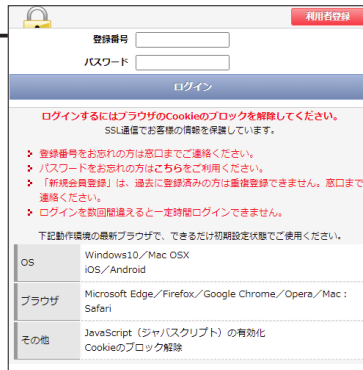 利用者登録
登録番号
パスワード
ログイン
ログインするにはブラウザのCookieのブロックを解除してください。
SSL通信でお客様の情報を保護しています。
登録番号をお忘れの方は窓口までご連絡ください。
パスワードをお忘れの方はこちらをご利用ください。
「新規会員登録」は、過去に登録済みの方は重複登録できません。窓口まで
連絡ください。
ログインを数回間違えると一定時間ログインできません。
下記動作環境の最新ブラウザで、できるだけ初期設定状態でご使用ください。
OS
Windows10／Mac OSX
iOS／Android
ブラウザ
Microsoft Edge／Firefox／Google Chrome／Opera／Mac：
Safari
その他
JavaScript（ジャバスクリプト）の有効化
Cookieのブロック解除